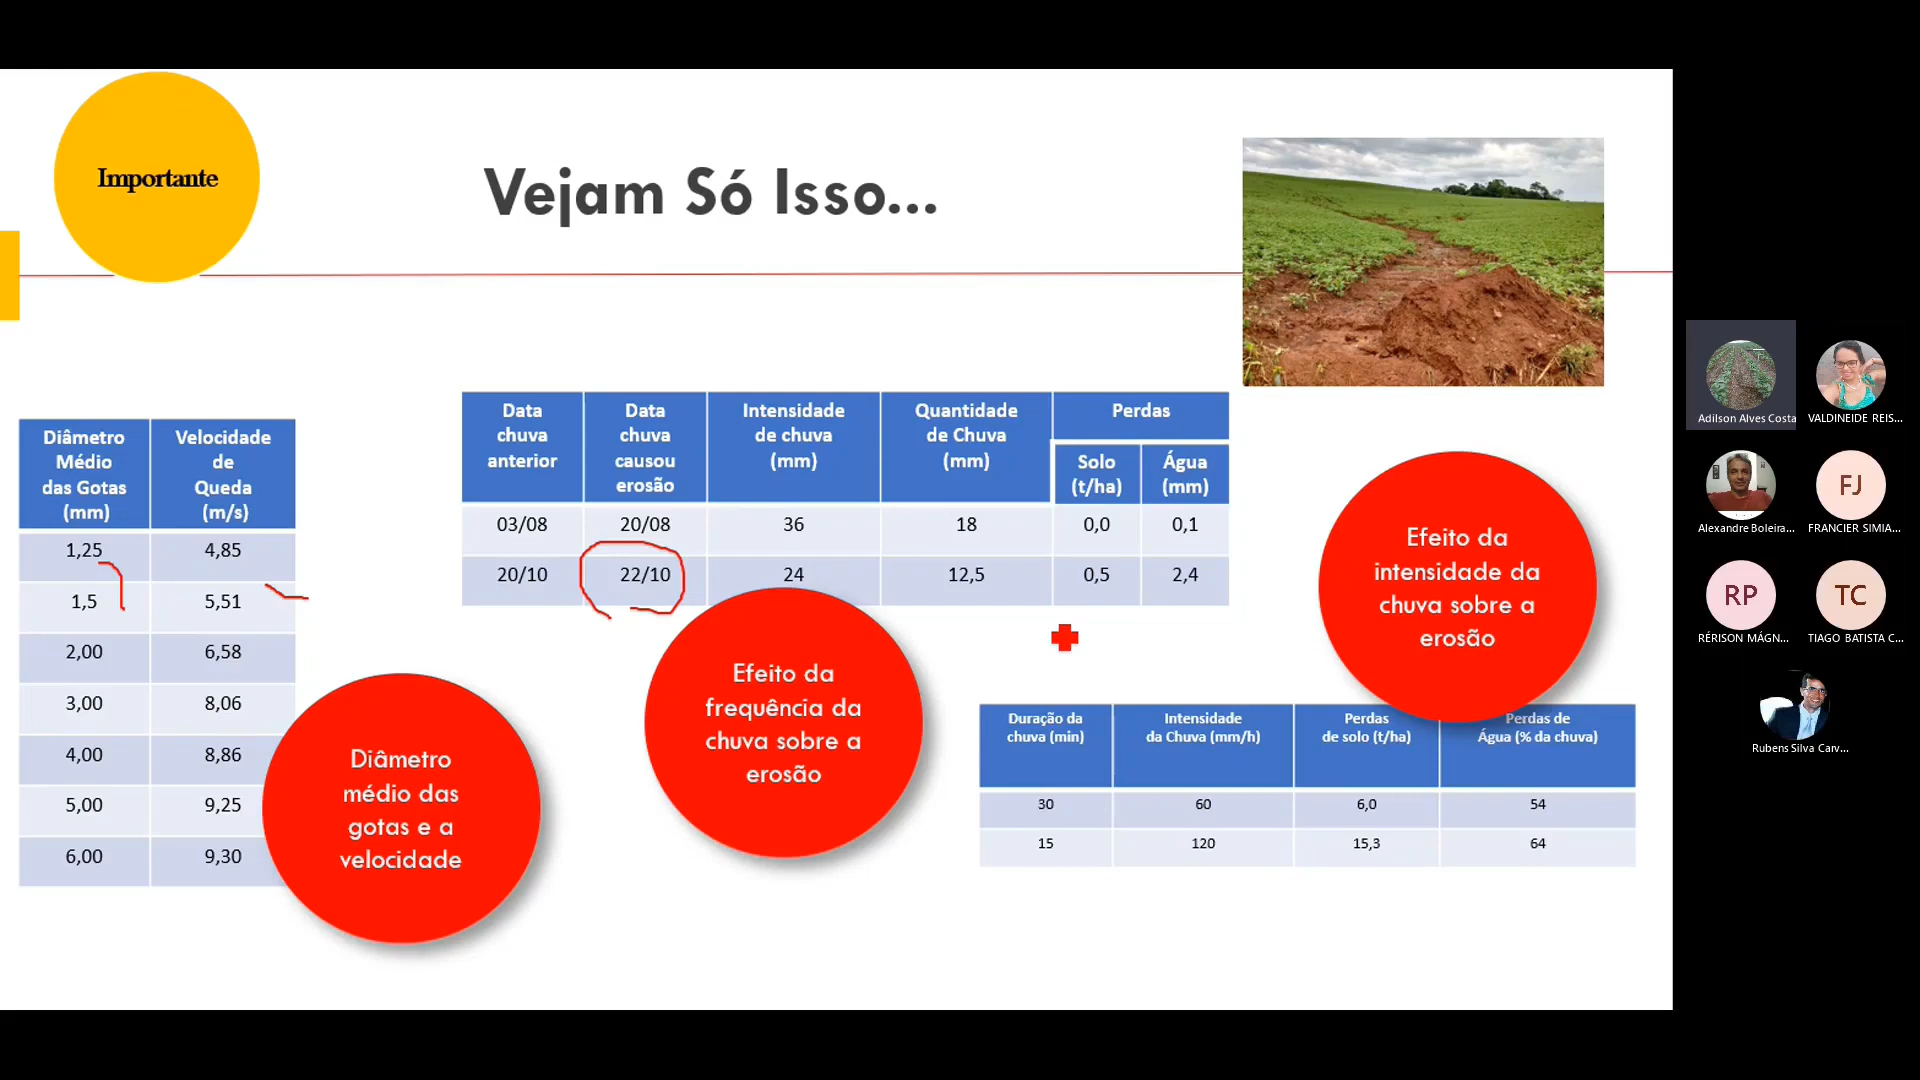 Importante
Vejam Só Isso...
Diâmetro Médio das Gotas (mm) Velocidade de Queda (m/s)
1,25 4,85
1,5 5,51
2,00 6,58
3,00 8,06
4,00 8,86
5,00 9,25
6,00 9,30
Diâmetro
médio das
gotas e a
velocidade
Data chuva anterior Data chuva causou erosão Intensidade de chuva (mm) Quantidade de Chuva (mm) Perdas
Solo (t/ha) Água (mm)
03/08 20/08 36 18 0,0 0,1
20/10 22/10 24 12,5 0,5 2,4
Efeito da
frequência da
chuva sobre a
erosão
Efeito da
intensidade da
chuva sobre a
erosão
Duração da chuva (min) Intensidade da Chuva (mm/h) Perdas de solo (t/ha) Perdas de Água (% da chuva)
30 60 6,0 54
15 120 15,3 64
Adilson Alves Costa
VALDINEIDE REIS...
Alexandre Boleira...
FJ
FRANCIER SIMIA...
RP
RÉRISON MÁGN...
TC
TIAGO BATISTA C...
Rubens Silva Carv...